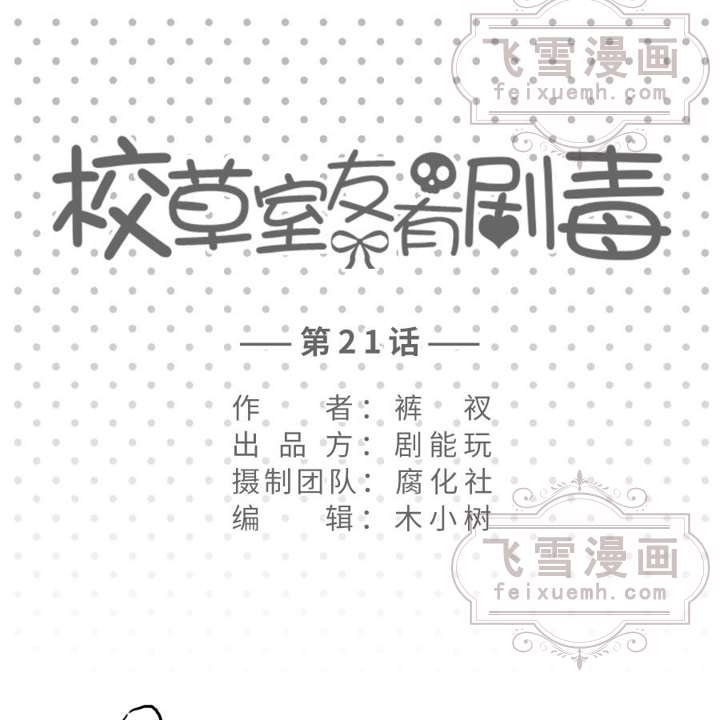 飞雪漫画
feixuemh.com
校草室友有剧毒
第21话
作者：裤衩
出品方：剧能玩
摄制团队：腐化社
编辑：木小树
飞雪漫画
feixuemh.com